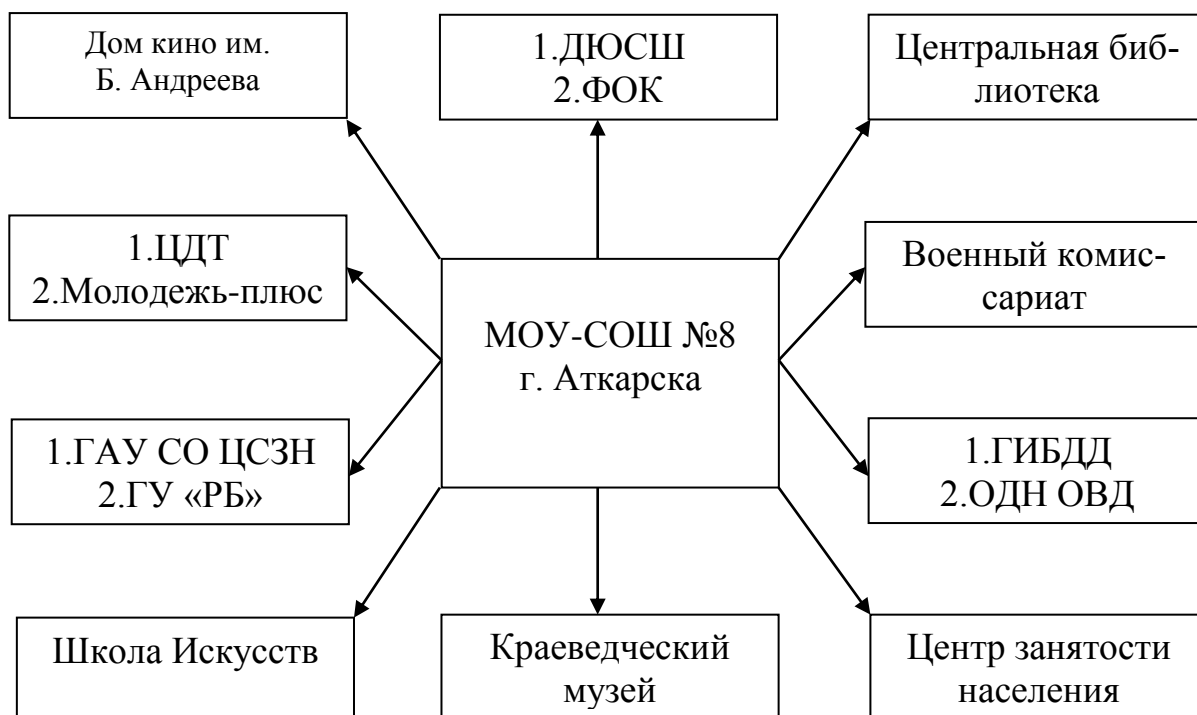 Дом кино им.
Б. Андреева
1.ДЮСШ
2.ФОК
Центральная биб-
лиотека
1.ЦДТ
2.Молодежь-плюс
Военный комис-
сариат
МОУ-СОШ №8
г. Аткарска
1.ГАУ СО ЦСЗН
2.ГУ «РБ»
1.ГИБДД
2.ОДН ОВД
Школа Искусств
Краеведческий
музей
Центр занятости
населения